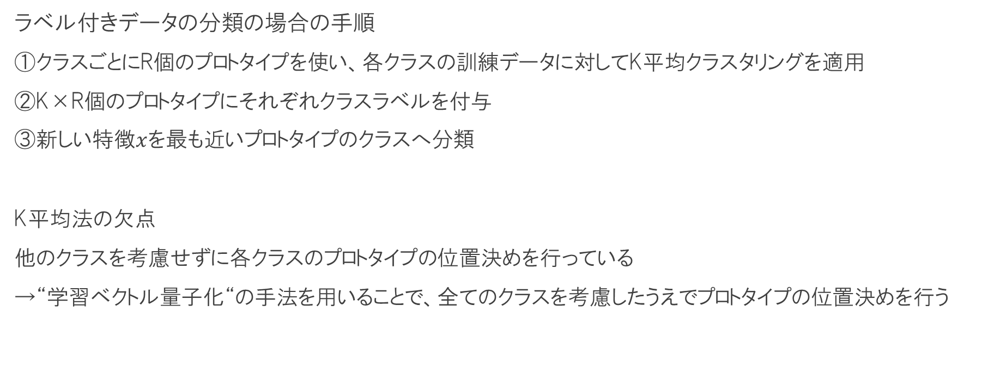 ラベル付きデータの分類の場合の手順
①クラスごとにR個のプロトタイプを使い、各クラスの訓練データに対してK平均クラスタリングを適用
②K×R個のプロトタイプにそれぞれクラスラベルを付与
③新しい特徴xを最も近いプロトタイプのクラスへ分類
K平均法の欠点
他のクラスを考慮せずに各クラスのプロトタイプの位置決めを行っている
→“学習ベクトル量子化“の手法を用いることで、全てのクラスを考慮したうえでプロトタイプの位置決めを行う